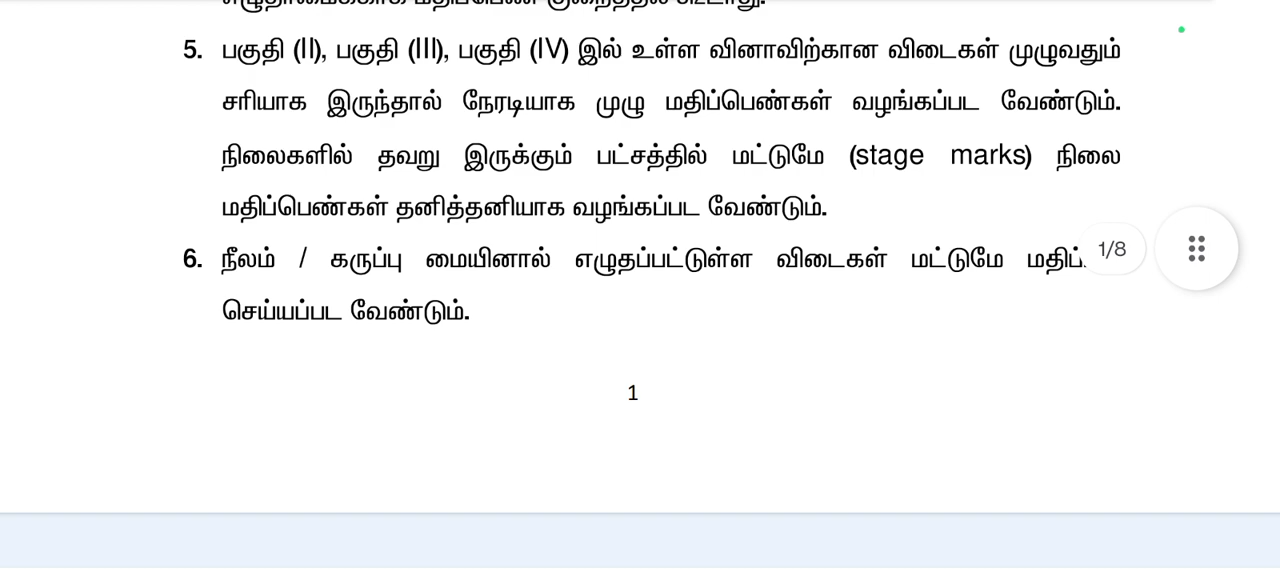 5. பகுதி (II), பகுதி (III), பகுதி (IV) இல் உள்ள வினாவிற்கான விடைகள் முழுவதும்
சரியாக இருந்தால் நேரடியாக முழு மதிப்பெண்கள் வழங்கப்பட வேண்டும்.
நிலைகளில் தவறு இருக்கும் பட்சத்தில் மட்டுமே (stage marks) நிலை
மதிப்பெண்கள் தனித்தனியாக வழங்கப்பட வேண்டும்.
6. நீலம் / கருப்பு மையினால் எழுதப்பட்டுள்ள விடைகள் மட்டுமே
1/8
செய்யப்பட வேண்டும்.
1